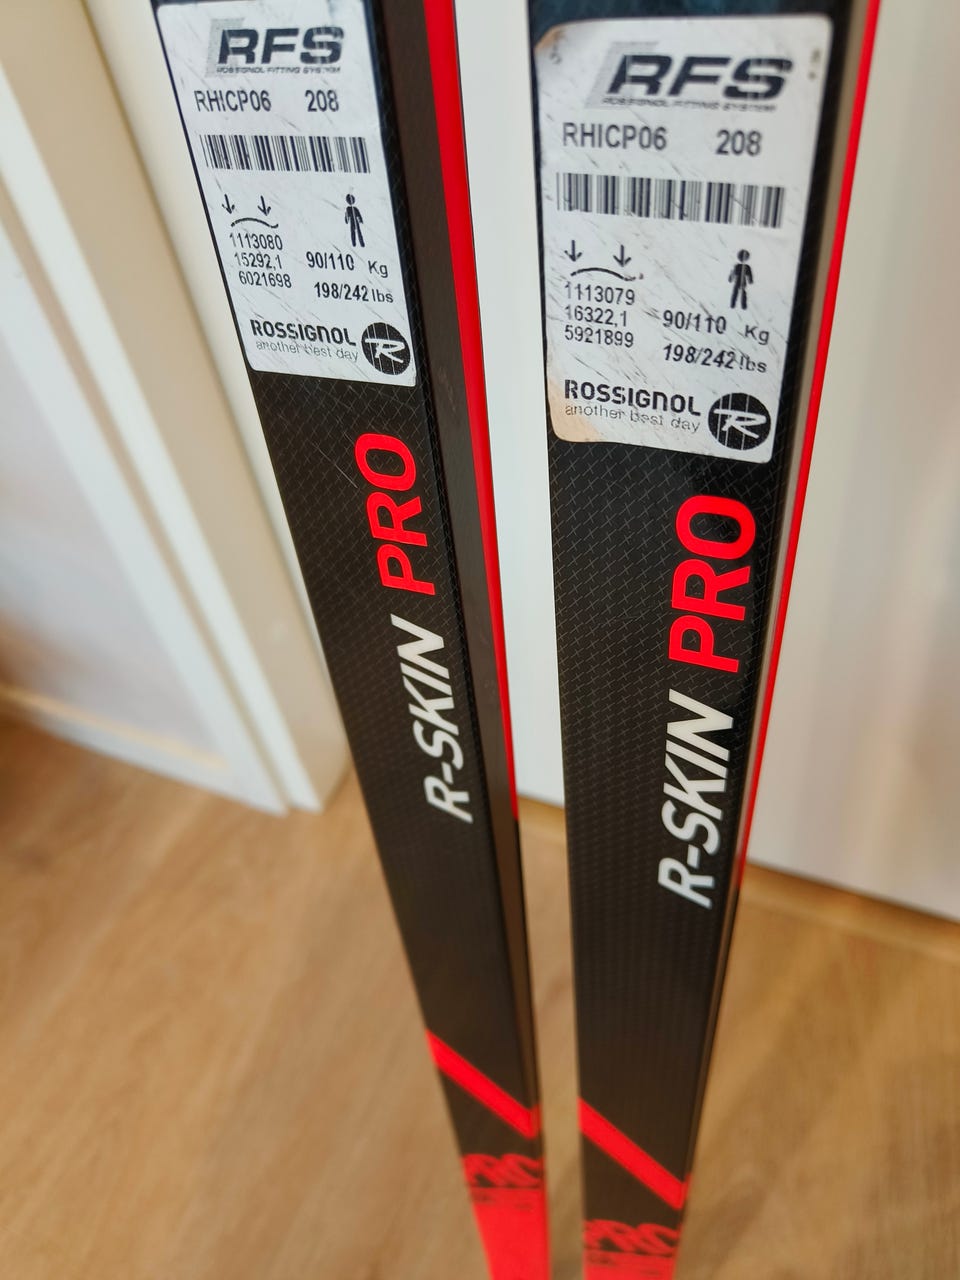 RFS
ROSSIGNOL FITTING SYSTEM
RHICP06 208
1113080
15292,1
6021698
90/110 Kg
198/242 lbs
ROSSIGNOL
another best day
R
R-SKIN PRO
PRO
RFS
ROSSIGNOL FITTING SYSTEM
RHICP06 208
1113079
16322,1
5921899
90/110 Kg
198/242 lbs
ROSSIGNOL
another best day
R
R-SKIN PRO
PRO